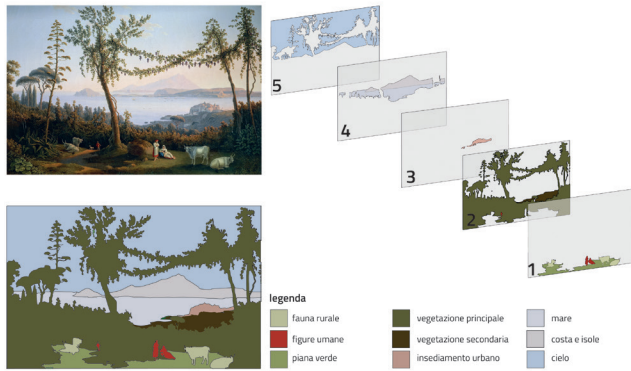 5
4
3
2
1
legenda
fauna rurale
figure umane
piana verde
vegetazione principale
vegetazione secondaria
insediamento urbano
mare
costa e isole
cielo